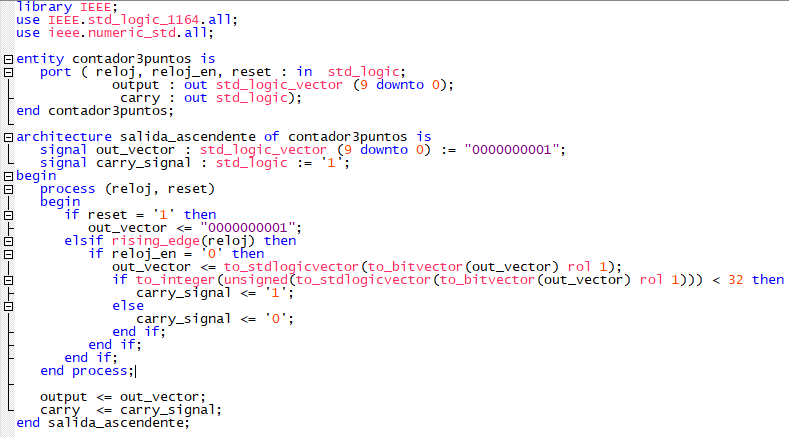 library IEEE;
use IEEE.std_logic_1164.all;
use ieee.numeric_std.all;

entity contador3puntos is
   port ( reloj, reloj_en, reset : in  std_logic;
            output : out std_logic_vector (9 downto 0);
             carry : out std_logic);
end contador3puntos;

architecture salida_ascendente of contador3puntos is
   signal out_vector : std_logic_vector (9 downto 0) := "0000000001";
   signal carry_signal : std_logic := '1';
begin
   process (reloj, reset)
   begin
      if reset = '1' then
         out_vector <= "0000000001";
      elsif rising_edge(reloj) then
         if reloj_en = '0' then
            out_vector <= to_stdlogicvector(to_bitvector(out_vector) rol 1);
            if to_integer(unsigned(to_stdlogicvector(to_bitvector(out_vector) rol 1))) < 32 then
               carry_signal <= '1';
            else
               carry_signal <= '0';
            end if;
         end if;
      end if;
   end process;

   output <= out_vector;
   carry  <= carry_signal;
end salida_ascendente;